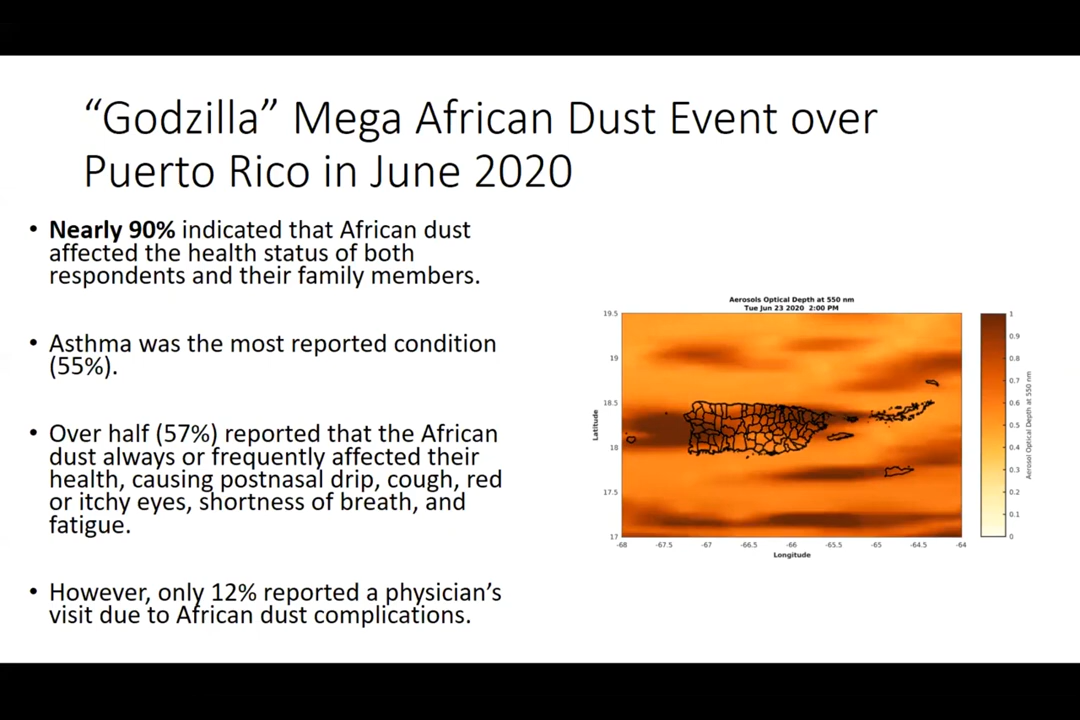 “Godzilla” Mega African Dust Event over
Puerto Rico in June 2020
• Nearly 90% indicated that African dust
affected the health status of both
respondents and their family members.
• Asthma was the most reported condition
(55%).
• Over half (57%) reported that the African
dust always or frequently affected their
health, causing postnasal drip, cough, red
or itchy eyes, shortness of breath, and
fatigue.
• However, only 12% reported a physician’s
visit due to African dust complications.
Aerosols Optical Depth at 550 nm
Tue Jun 23 2020 2:00 PM
19.5
19
18.5
18
17.5
17
Latitude
-68 -67.5 -67 -66.5 -66 -65.5 -65 -64.5 -64
Longitude
1
0.9
0.8
0.7
0.6
0.5
0.4
0.3
0.2
0.1
0
Aerosol Optical Depth at 550 nm